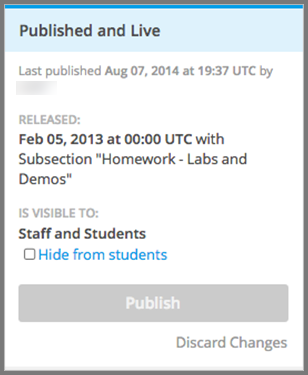 Published and Live
Last published Aug 07, 2014 at 19:37 UTC by
RELEASED:
Feb 05, 2013 at 00:00 UTC with
Subsection "Homework - Labs and
Demos"
IS VISIBLE TO:
Staff and Students
Hide from students
Publish
Discard Changes